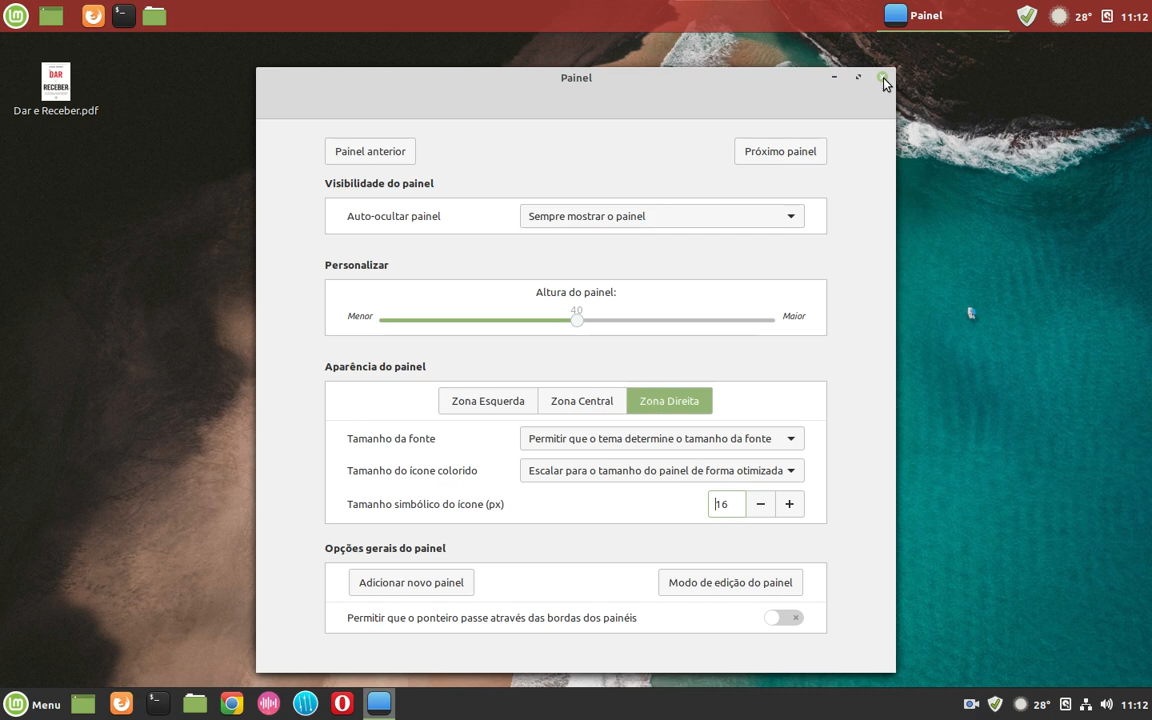 Painel
28°
11:12
DAR
RECEBER
Dar e Receber.pdf
Painel
Painel anterior
Próximo painel
Visibilidade do painel
Auto-ocultar painel
Sempre mostrar o painel
Personalizar
Altura do painel:
40
Menor
Maior
Aparência do painel
Zona Esquerda
Zona Central
Zona Direita
Tamanho da fonte
Permitir que o tema determine o tamanho da fonte
Tamanho do ícone colorido
Escalar para o tamanho do painel de forma otimizada
Tamanho simbólico do ícone (px)
16
Opções gerais do painel
Adicionar novo painel
Modo de edição do painel
Permitir que o ponteiro passe através das bordas dos painéis
Menu
28°
11:12